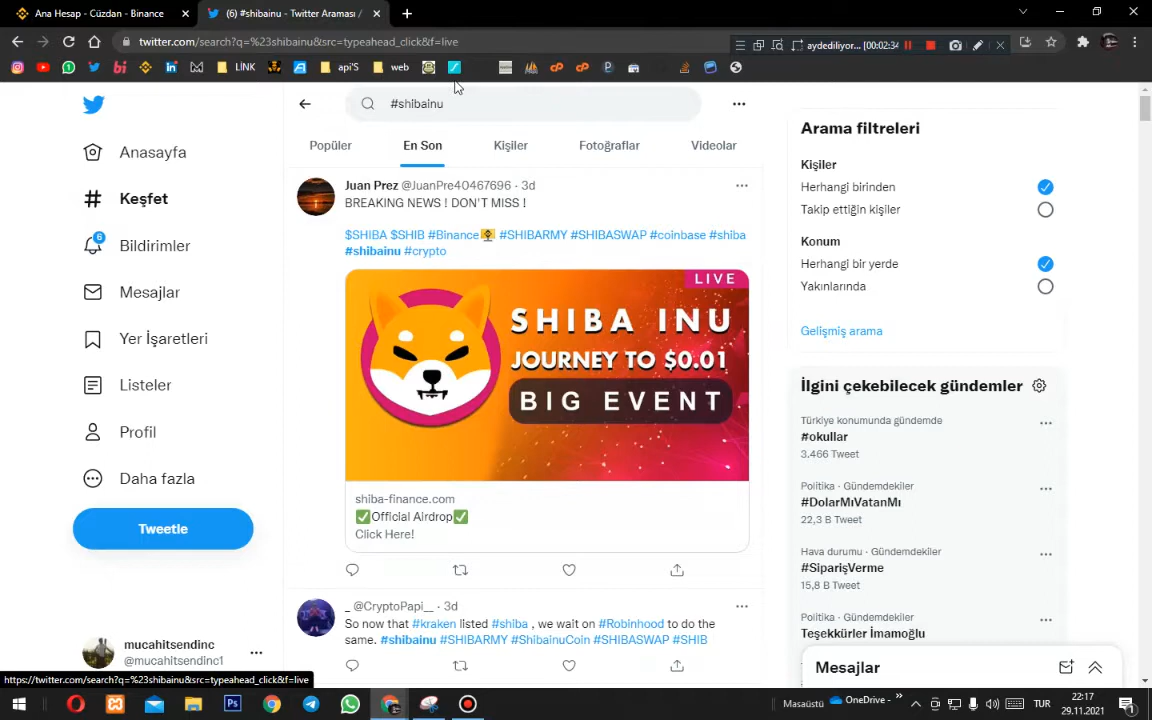 Ana Hesap - Cüzdan - Binance
(6) #shibainu - Twitter Araması /
twitter.com/search?q=%23shibainu&src=typeahead_click&f=live
aydediliyor... [00:02:34
LİNK
api'S
web
#shibainu
Popüler
En Son
Kişiler
Fotoğraflar
Videolar
Anasayfa
Keşfet
6
Bildirimler
Mesajlar
Yer İşaretleri
Listeler
Profil
Daha fazla
Tweetle
mucahitsendinc
@mucahitsendinc1
Juan Prez @JuanPre40467696 · 3d
BREAKING NEWS ! DON'T MISS !
$SHIBA $SHIB #Binance #SHIBARMY #SHIBASWAP #coinbase #shiba
#shibainu #crypto
LIVE
SHIBA INU
JOURNEY TO $0.01
BIG EVENT
shiba-finance.com
✅Official Airdrop✅
Click Here!
_ @CryptoPapi__ · 3d
So now that #kraken listed #shiba , we wait on #Robinhood to do the
same. #shibainu #SHIBARMY #ShibainuCoin #SHIBASWAP #SHIB
Arama filtreleri
Kişiler
Herhangi birinden
Takip ettiğin kişiler
Konum
Herhangi bir yerde
Yakınlarında
Gelişmiş arama
İlgini çekebilecek gündemler
Türkiye konumunda gündemde
#okullar
3.466 Tweet
Politika · Gündemdekiler
#DolarMıVatanMı
22,3 B Tweet
Hava durumu · Gündemdekiler
#SiparişVerme
15,8 B Tweet
Politika · Gündemdekiler
Teşekkürler İmamoğlu
Mesajlar
https://twitter.com/search?q=%23shibainu&src=typeahead_click&f=live
Masaüstü
OneDrive -
TUR
22:17
29.11.2021
1